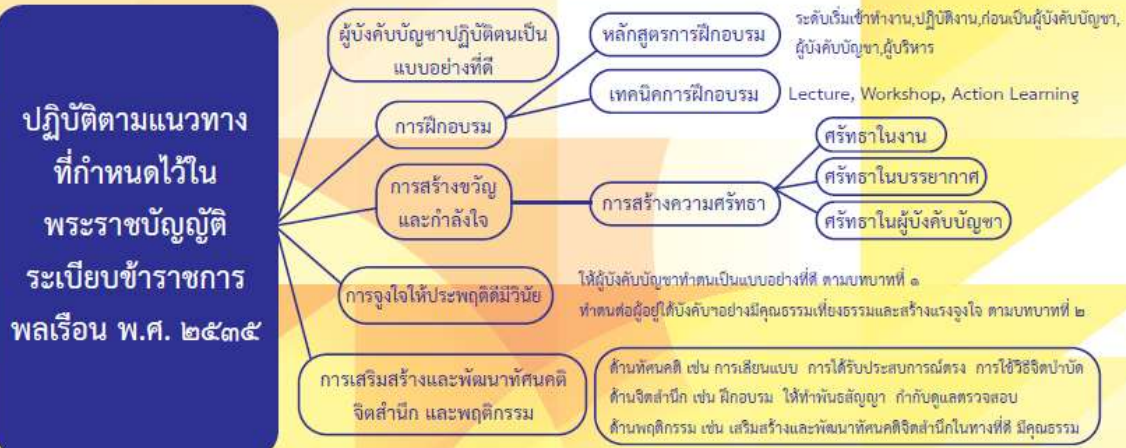 ปฏิบัติตามแนวทาง
ที่กำหนดไว้ใน
พระราชบัญญัติ
ระเบียบข้าราชการ
พลเรือน พ.ศ. ๒๕๓๕
ผู้บังคับบัญชาปฏิบัติตนเป็น
แบบอย่างที่ดี
การฝึกอบรม
หลักสูตรการฝึกอบรม
ระดับเริ่มเข้าทำงาน,ปฏิบัติงาน,ก่อนเป็นผู้บังคับบัญชา,
ผู้บังคับบัญชา,ผู้บริหาร
เทคนิคการฝึกอบรม
Lecture, Workshop, Action Learning
การสร้างขวัญ
และกำลังใจ
การสร้างความศรัทธา
ศรัทธาในงาน
ศรัทธาในบรรยากาศ
ศรัทธาในผู้บังคับบัญชา
การจูงใจให้ประพฤติดีมีวินัย
ให้ผู้บังคับบัญชาทำตนเป็นแบบอย่างที่ดี ตามบทบาทที่ ๑
ทำตนต่อผู้อยู่ใต้บังคับฯอย่างมีคุณธรรมเที่ยงธรรมและสร้างแรงจูงใจ ตามบทบาทที่ ๒
การเสริมสร้างและพัฒนาทัศนคติ
จิตสำนึก และพฤติกรรม
ด้านทัศนคติ เช่น การเลียนแบบ การได้รับประสบการณ์ตรง การใช้วิธีจิตบำบัด
ด้านจิตสำนึก เช่น ฝึกอบรม ให้ทำพันธสัญญา กำกับดูแลตรวจสอบ
ด้านพฤติกรรม เช่น เสริมสร้างและพัฒนาทัศนคติจิตสำนึกในทางที่ดี มีคุณธรรม